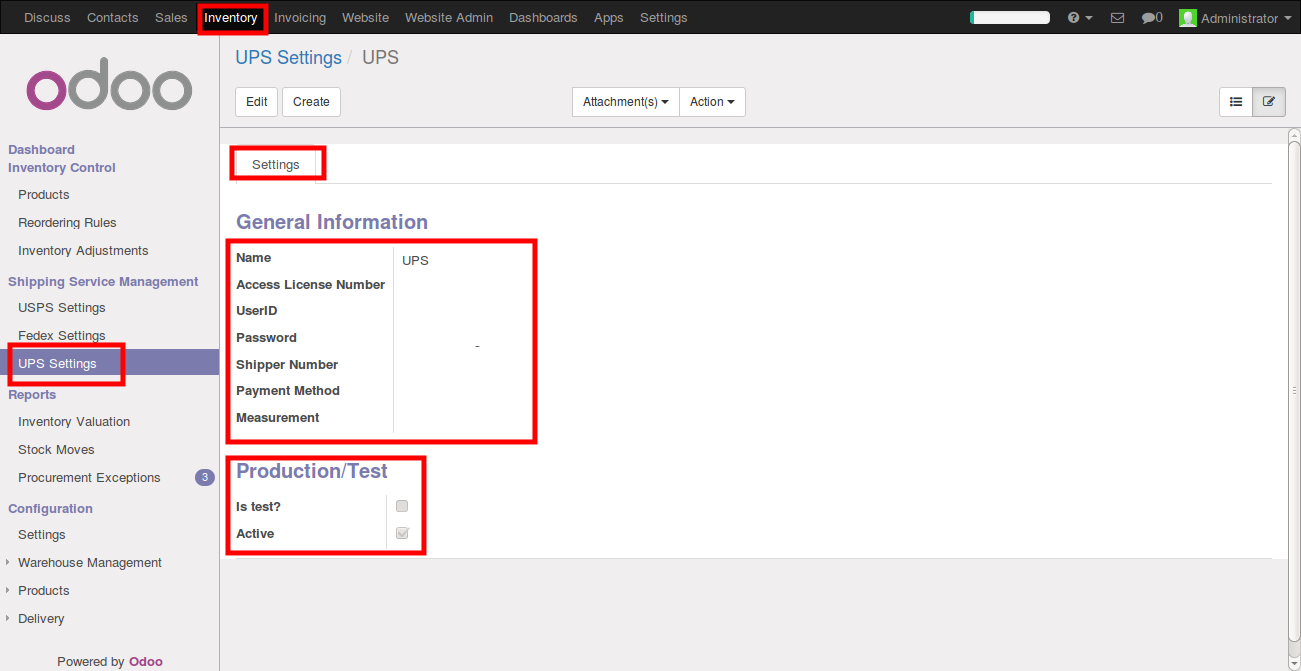 Discuss Contacts Sales Inventory Invoicing Website Website Admin Dashboards Apps Settings 0 Administrator
odoo
UPS Settings / UPS
Edit Create Attachment(s) Action
Dashboard
Inventory Control
Products
Reordering Rules
Inventory Adjustments
Shipping Service Management
USPS Settings
Fedex Settings
UPS Settings
Reports
Inventory Valuation
Stock Moves
Procurement Exceptions 3
Configuration
Settings
Warehouse Management
Products
Delivery
Powered by Odoo
Settings
General Information
Name UPS
Access License Number
UserID
Password
-
Shipper Number
Payment Method
Measurement
Production/Test
Is test?
Active